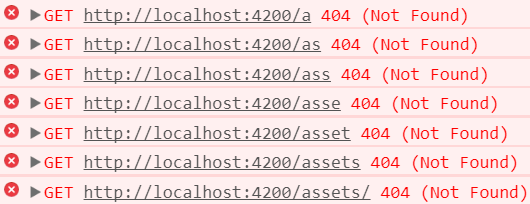 GET http://localhost:4200/a 404 (Not Found)
GET http://localhost:4200/as 404 (Not Found)
GET http://localhost:4200/ass 404 (Not Found)
GET http://localhost:4200/asse 404 (Not Found)
GET http://localhost:4200/asset 404 (Not Found)
GET http://localhost:4200/assets 404 (Not Found)
GET http://localhost:4200/assets/ 404 (Not Found)